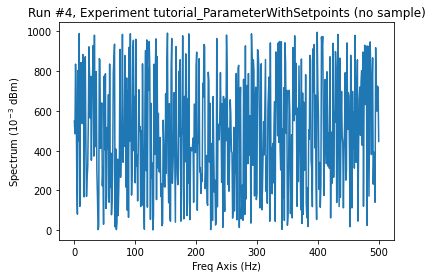 Run #4, Experiment tutorial_ParameterWithSetpoints (no sample)
1000
800
600
400
200
0
Spectrum (10⁻³ dBm)
0 100 200 300 400 500
Freq Axis (Hz)